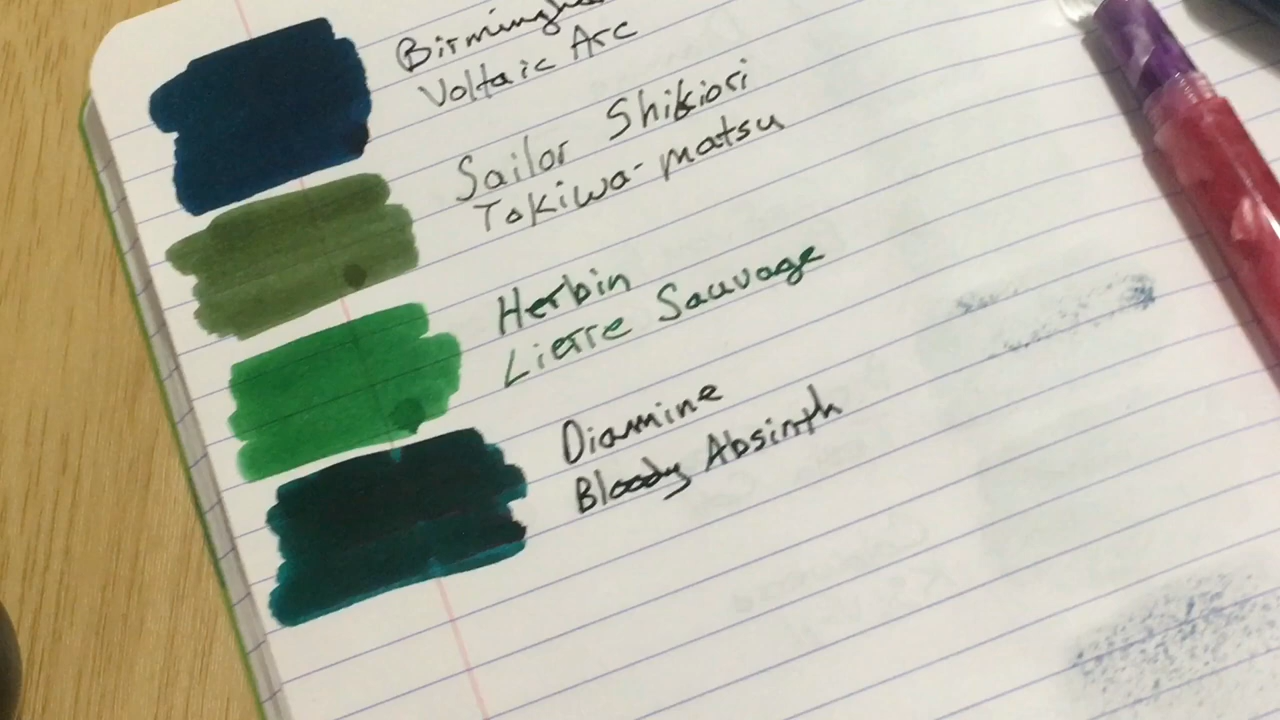 Voltaic Arc
Sailor Shikiori
Tokiwa-matsu
Herbin
Lierre Sauvage
Diamine
Bloody Absinth